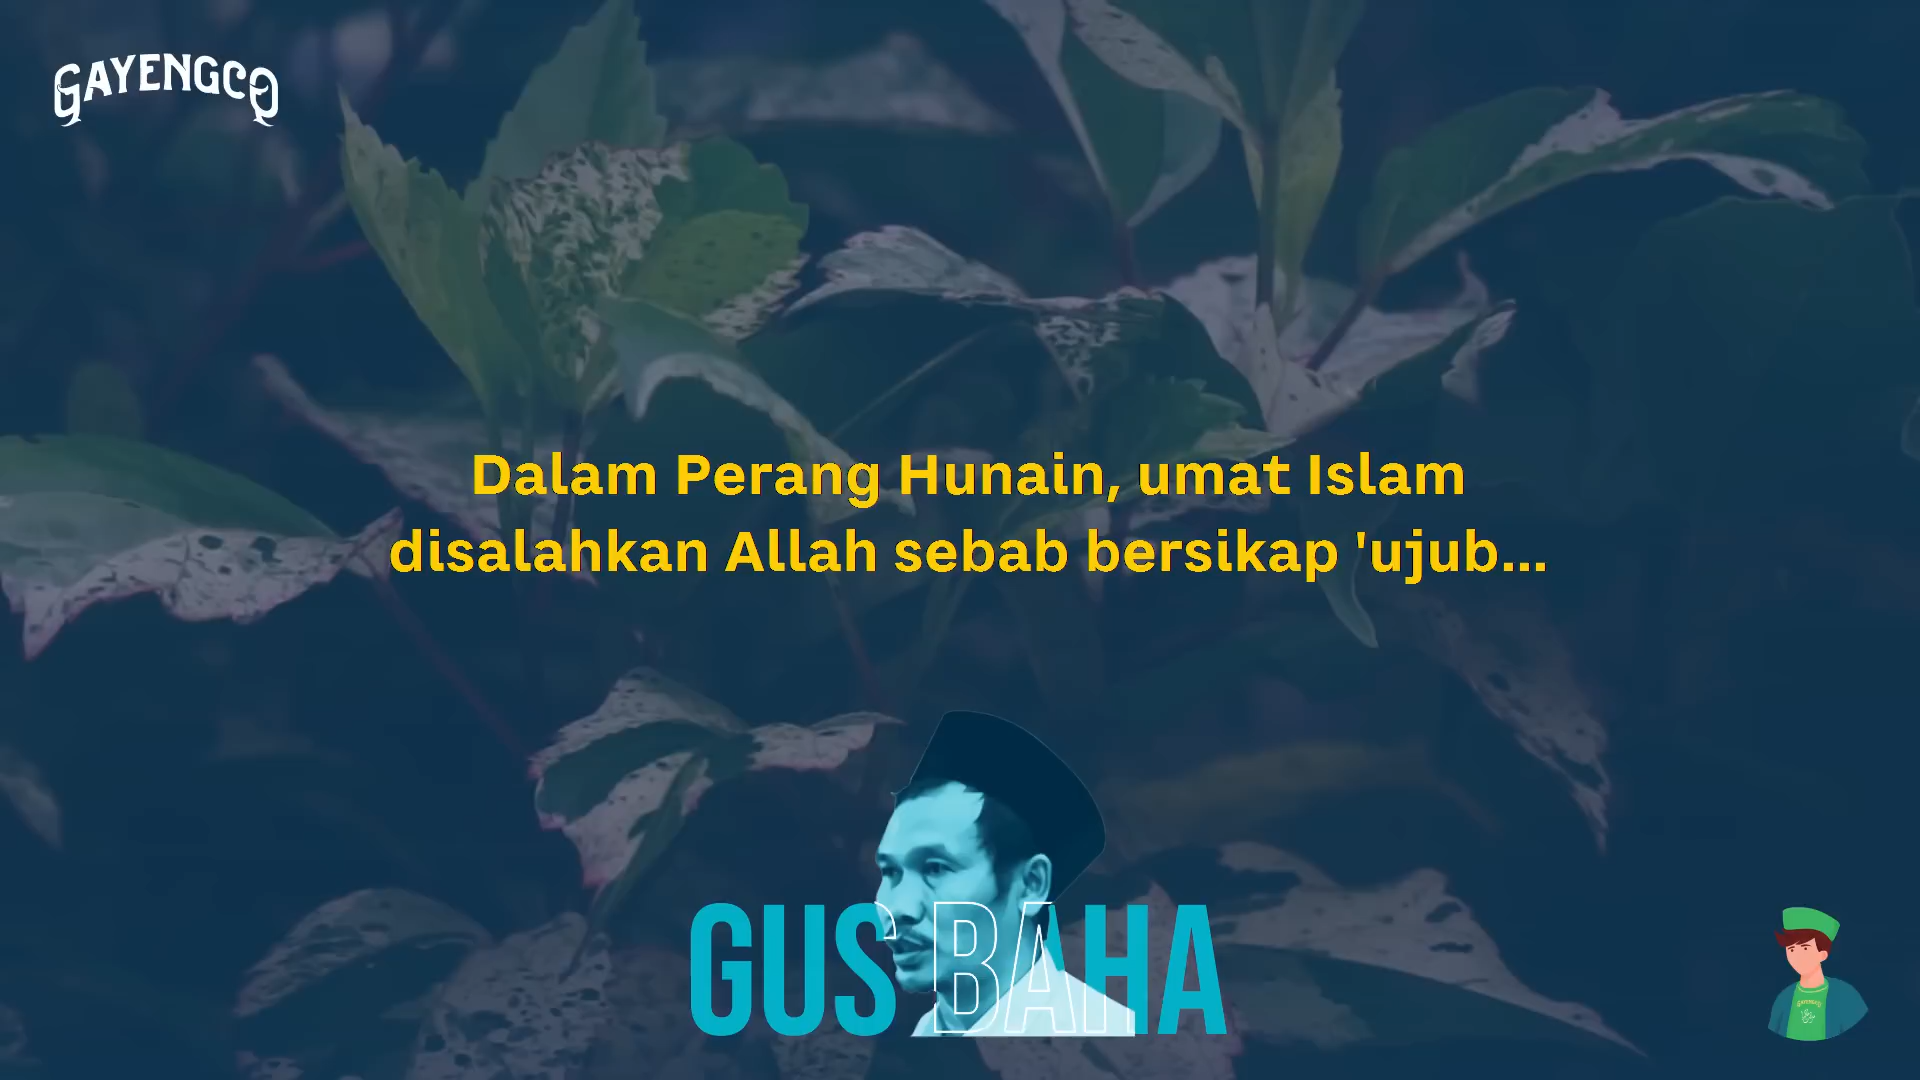 GAYENGCO
Dalam Perang Hunain, umat Islam
disalahkan Allah sebab bersikap 'ujub...
GUS BAHA